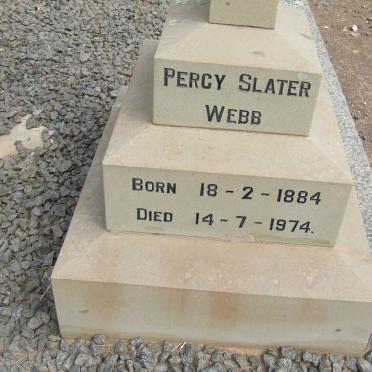 PERCY SLATER
WEBB
BORN 18-2-1884
DIED 14-7-1974.